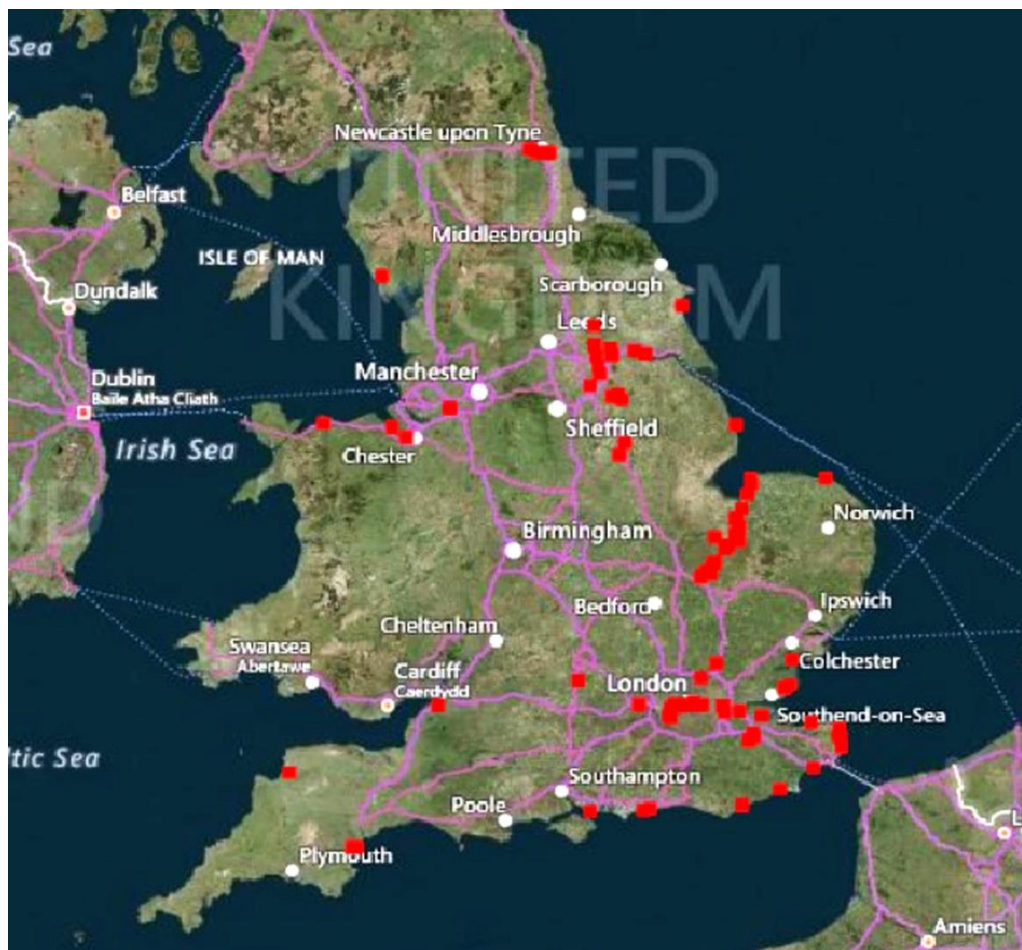 Sea
Newcastle upon Tyne
UNITED
KINGDOM
Belfast
Middlesbrough
ISLE OF MAN
Scarborough
Dundalk
Leeds
Manchester
Dublin
Baile Atha Cliath
Sheffield
Irish Sea
Chester
Norwich
Birmingham
Bedford
Ipswich
Cheltenham
Swansea
Abertawe
Colchester
Cardiff
Caerdydd
London
Southend-on-Sea
tic Sea
Southampton
Poole
Plymouth
L
Amiens